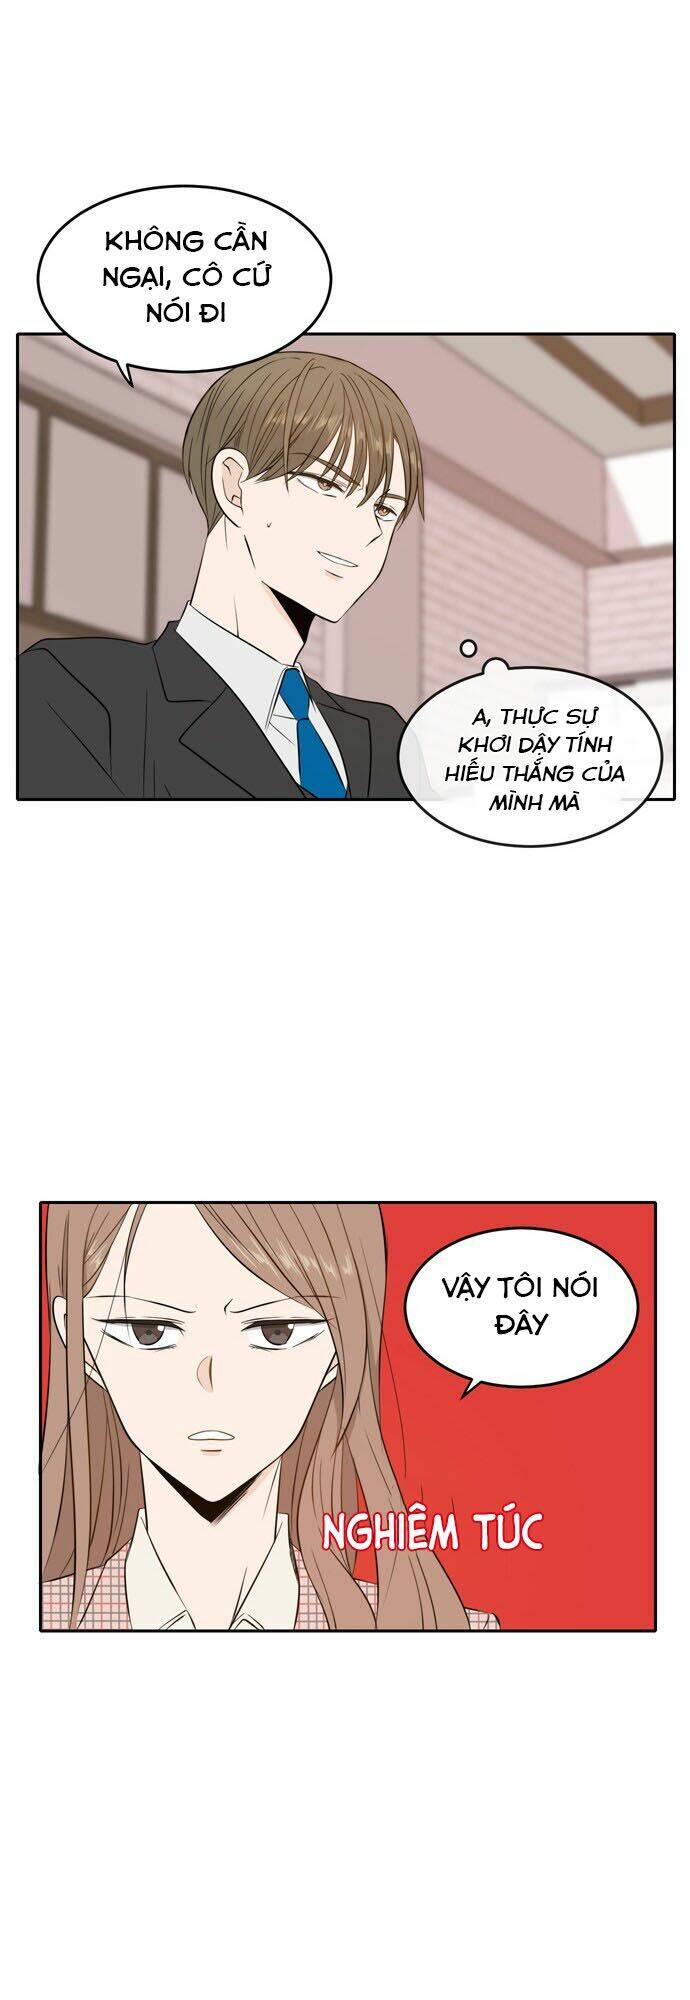 KHÔNG CẦN
NGẠI, CÔ CỨ
NÓI ĐI
A, THỰC SỰ
KHƠI DẬY TÍNH
HIẾU THẮNG CỦA
MÌNH MÀ
VẬY TÔI NÓI
ĐÂY
NGHIÊM TÚC